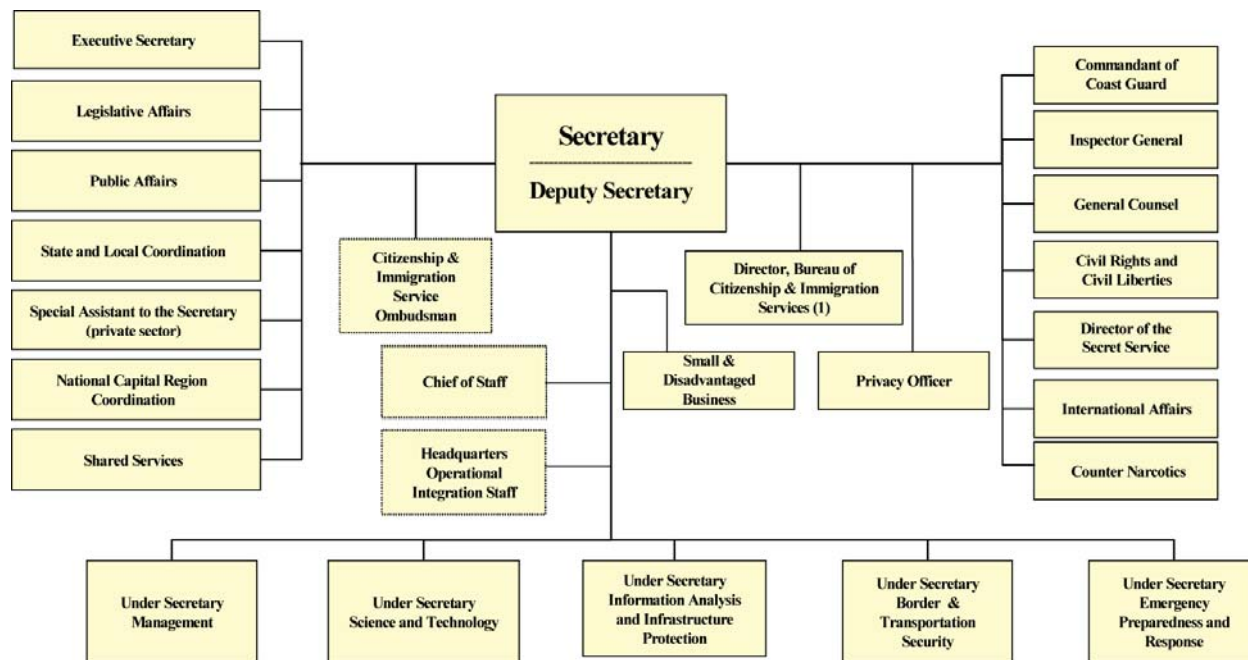 Executive Secretary
Legislative Affairs
Public Affairs
State and Local Coordination
Special Assistant to the Secretary
(private sector)
National Capital Region
Coordination
Shared Services
Secretary
Deputy Secretary
Citizenship &
Immigration
Service
Ombudsman
Director, Bureau of
Citizenship & Immigration
Services (1)
Chief of Staff
Small &
Disadvantaged
Business
Privacy Officer
Headquarters
Operational
Integration Staff
Commandant of
Coast Guard
Inspector General
General Counsel
Civil Rights and
Civil Liberties
Director of the
Secret Service
International Affairs
Counter Narcotics
Under Secretary
Management
Under Secretary
Science and Technology
Under Secretary
Information Analysis
and Infrastructure
Protection
Under Secretary
Border &
Transportation
Security
Under Secretary
Emergency
Preparedness and
Response